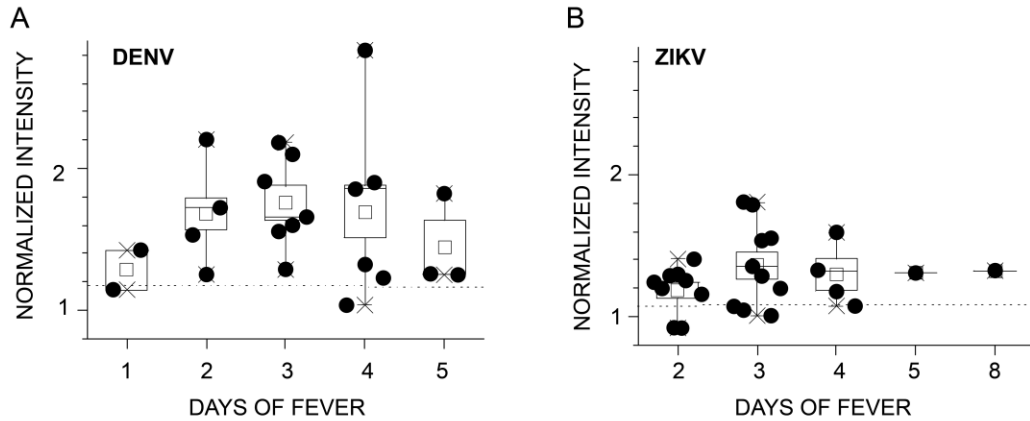 A
DENV
NORMALIZED INTENSITY
2
1
1 2 3 4 5
DAYS OF FEVER
B
ZIKV
NORMALIZED INTENSITY
2
1
2 3 4 5 8
DAYS OF FEVER